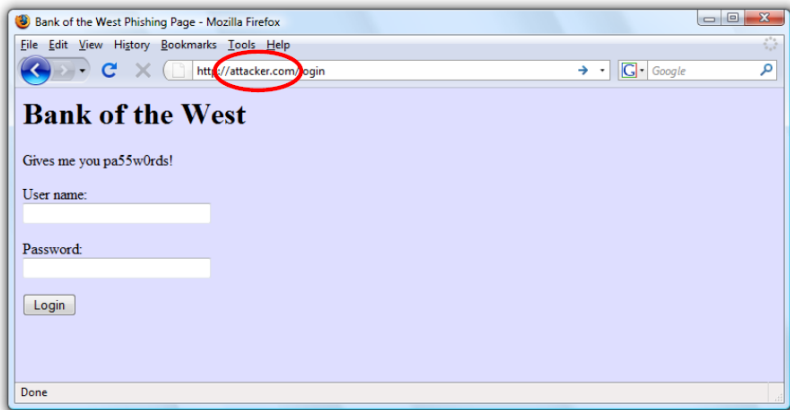 Bank of the West Phishing Page - Mozilla Firefox
File Edit View History Bookmarks Tools Help
http://attacker.com/login G Google
Bank of the West
Gives me you pa55w0rds!
User name:
Password:
Login
Done